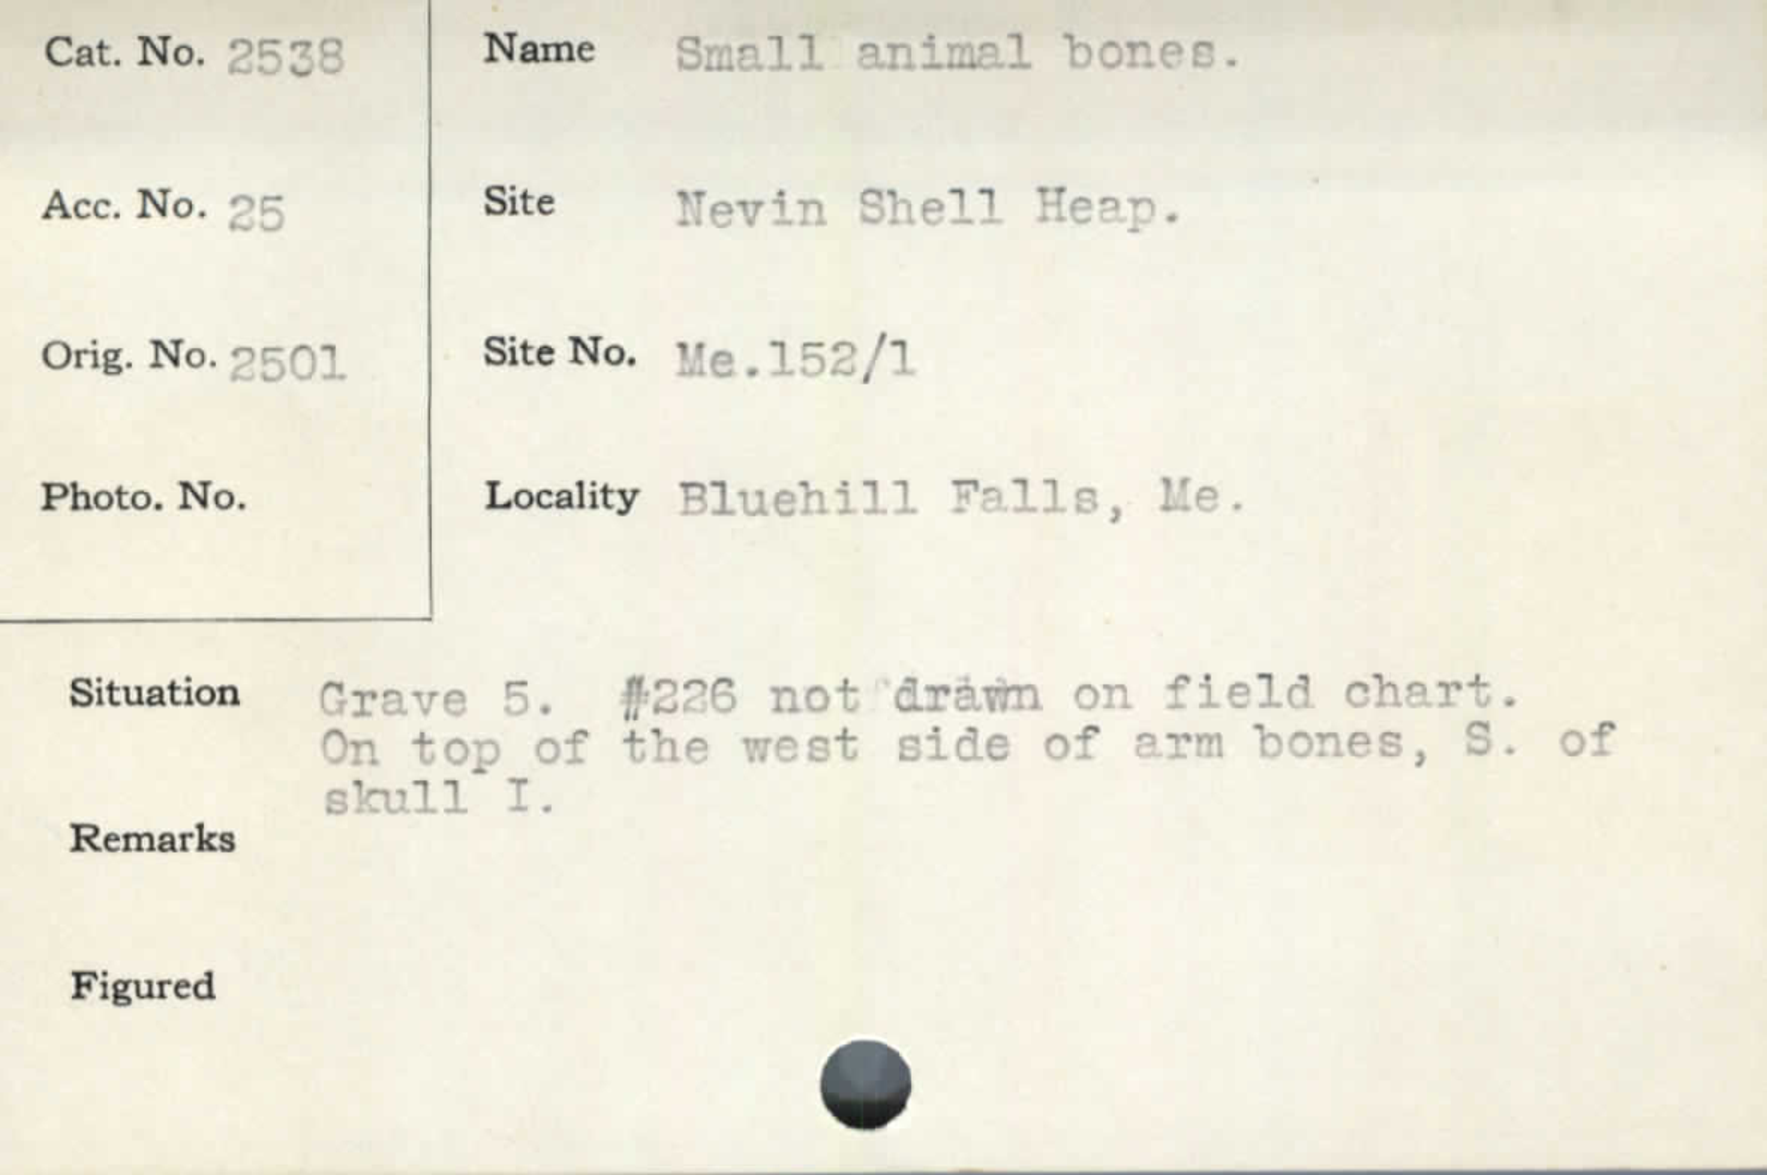 Cat. No. 2538
Name Small animal bones.
Acc. No. 25
Site Nevin Shell Heap.
Orig. No. 2501
Site No. Me.152/1
Photo. No.
Locality Bluehill Falls, Me.
Situation Grave 5. #226 not drawn on field chart.
On top of the west side of arm bones, S. of
skull I.
Remarks
Figured